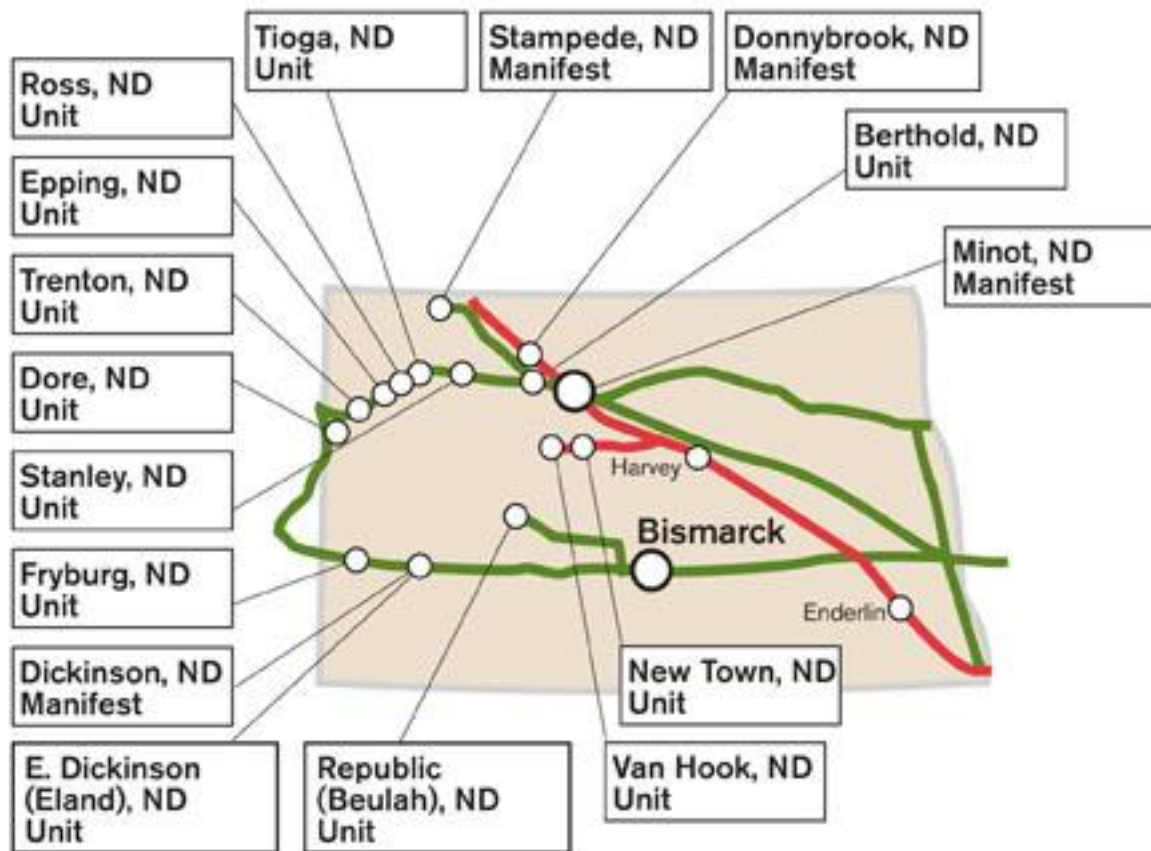 Tioga, ND
Unit
Stampede, ND
Manifest
Donnybrook, ND
Manifest
Ross, ND
Unit
Berthold, ND
Unit
Epping, ND
Unit
Minot, ND
Manifest
Trenton, ND
Unit
Dore, ND
Unit
Stanley, ND
Unit
Harvey
Bismarck
Fryburg, ND
Unit
Enderlin
Dickinson, ND
Manifest
New Town, ND
Unit
E. Dickinson
(Eland), ND
Unit
Republic
(Beulah), ND
Unit
Van Hook, ND
Unit